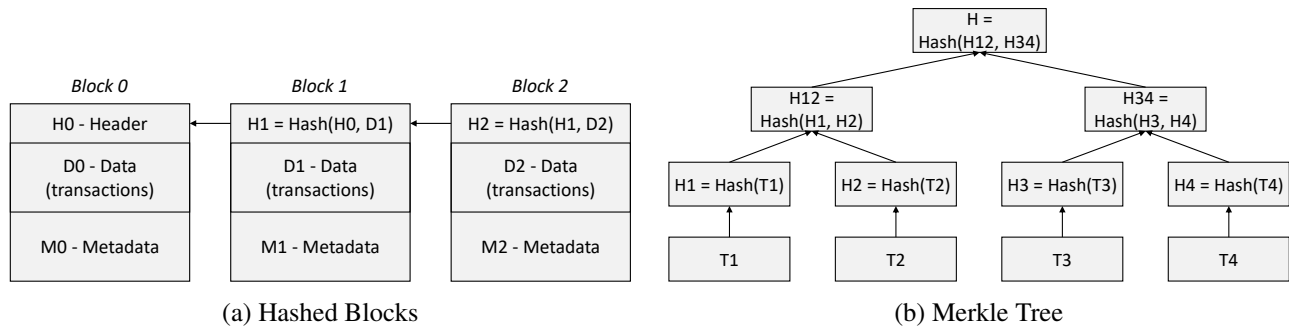 Block 0
H0 - Header
D0 - Data
(transactions)
M0 - Metadata
Block 1
H1 = Hash(H0, D1)
D1 - Data
(transactions)
M1 - Metadata
Block 2
H2 = Hash(H1, D2)
D2 - Data
(transactions)
M2 - Metadata
(a) Hashed Blocks
H =
Hash(H12, H34)
H12 =
Hash(H1, H2)
H34 =
Hash(H3, H4)
H1 = Hash(T1)
H2 = Hash(T2)
H3 = Hash(T3)
H4 = Hash(T4)
T1
T2
T3
T4
(b) Merkle Tree